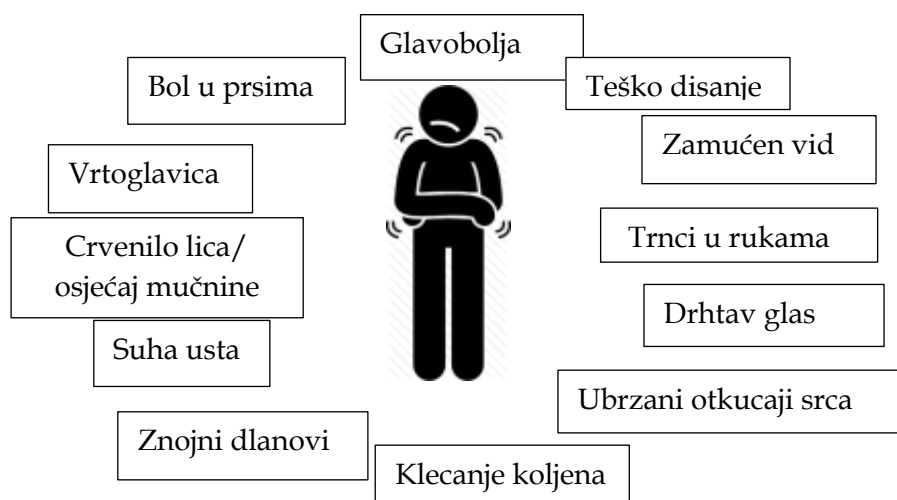 Glavobolja
Bol u prsima
Teško disanje
Zamućen vid
Vrtoglavica
Trnci u rukama
Crvenilo lica/
osjećaj mučnine
Drhtav glas
Suha usta
Ubrzani otkucaji srca
Znojni dlanovi
Klecanje koljena